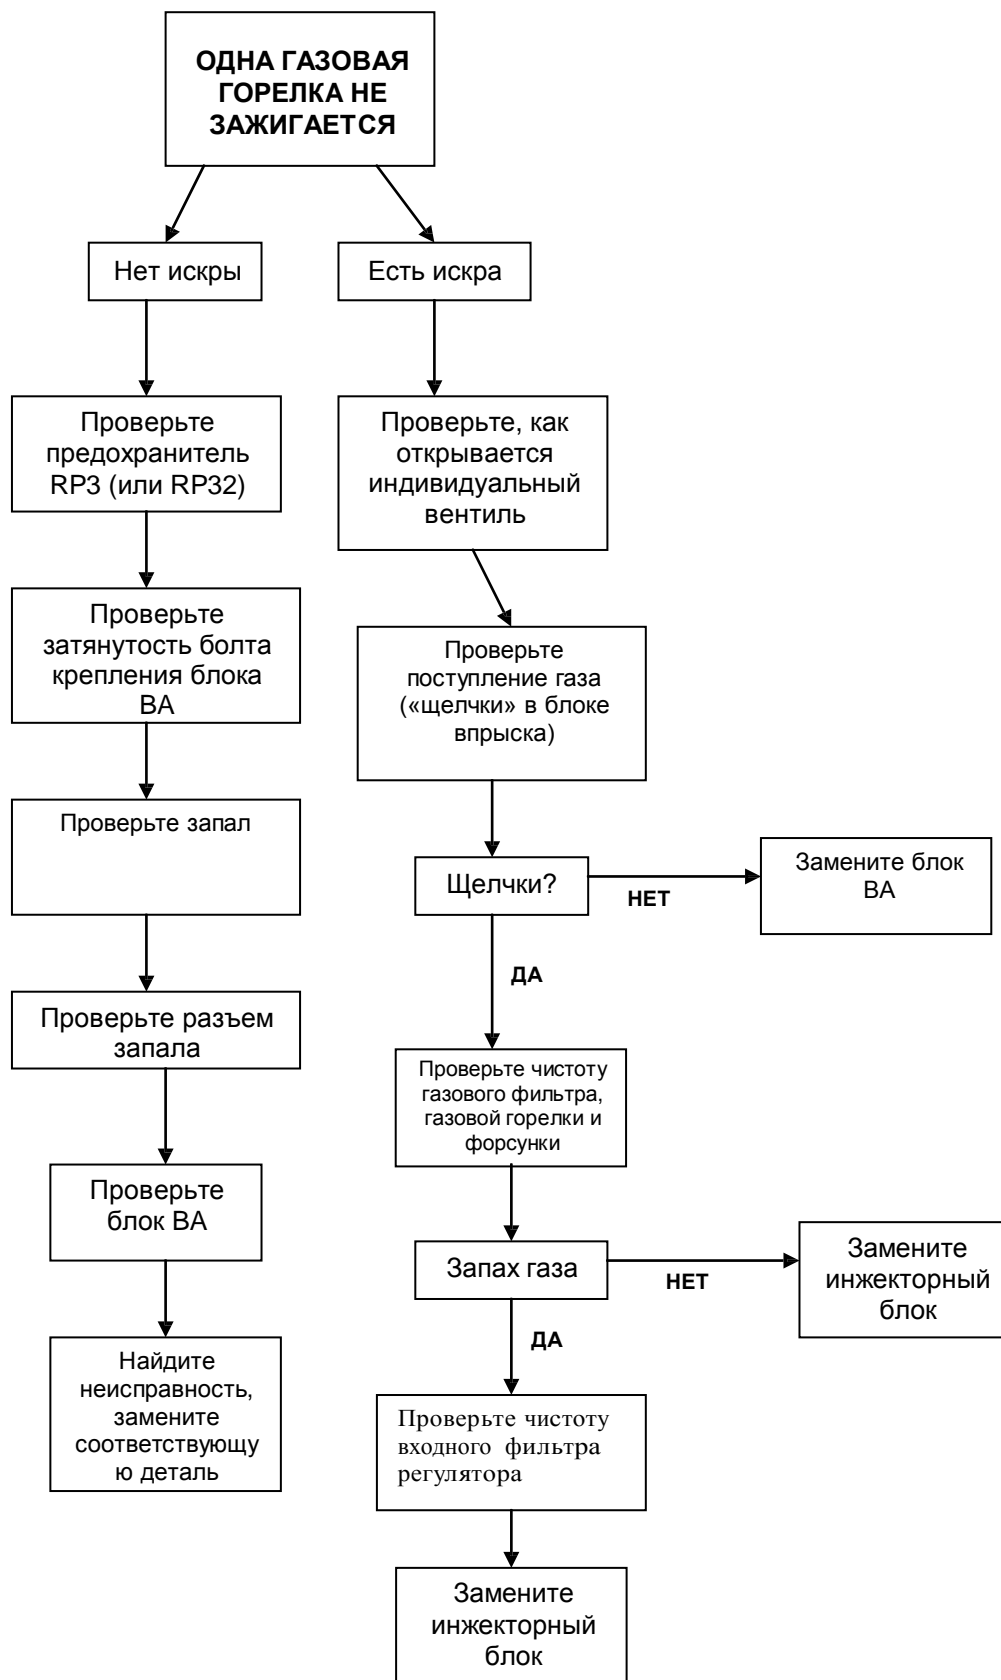 ОДНА ГАЗОВАЯ
ГОРЕЛКА НЕ
ЗАЖИГАЕТСЯ
Нет искры
Есть искра
Проверьте
предохранитель
RP3 (или RP32)
Проверьте, как
открывается
индивидуальный
вентиль
Проверьте
затянутость болта
крепления блока
ВА
Проверьте
поступление газа
(«щелчки» в блоке
впрыска)
Проверьте запал
Щелчки?
НЕТ
Замените блок
ВА
ДА
Проверьте разъем
запала
Проверьте чистоту
газового фильтра,
газовой горелки и
форсунки
Проверьте
блок ВА
Запах газа
НЕТ
Замените
инжекторный
блок
ДА
Найдите
неисправность,
замените
соответствующу
ю деталь
Проверьте чистоту
входного фильтра
регулятора
Замените
инжекторный
блок